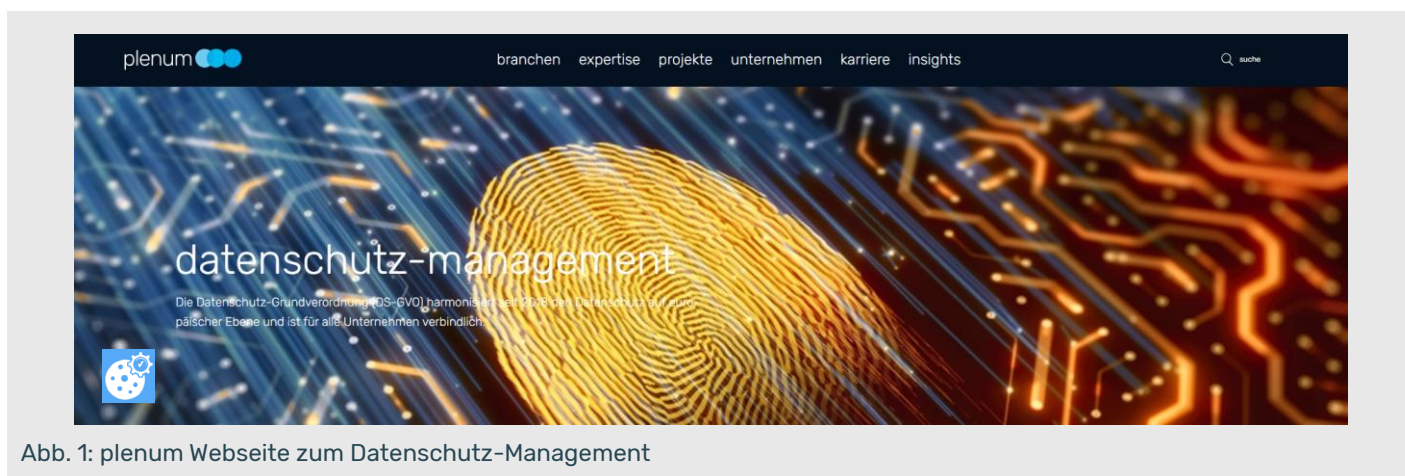 plenum
branchen expertise projekte unternehmen karriere insights
suche
datenschutz-management
Die Datenschutz-Grundverordnung (DS-GVO) harmonisiert seit 2018 den Datenschutz auf euro-
päischer Ebene und ist für alle Unternehmen verbindlich.
Abb. 1: plenum Webseite zum Datenschutz-Management